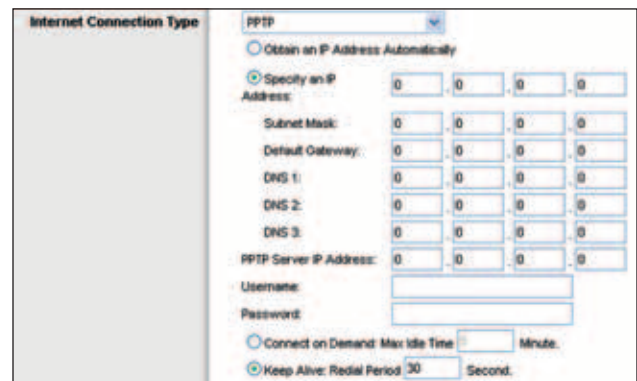 Internet Connection Type PPTP
Obtain an IP Address Automatically
Specify an IP Address: 0 . 0 . 0 . 0
Subnet Mask: 0 . 0 . 0 . 0
Default Gateway: 0 . 0 . 0 . 0
DNS 1: 0 . 0 . 0 . 0
DNS 2: 0 . 0 . 0 . 0
DNS 3: 0 . 0 . 0 . 0
PPTP Server IP Address: 0 . 0 . 0 . 0
Username:
Password:
Connect on Demand: Max Idle Time Minute.
Keep Alive: Redial Period 30 Second.